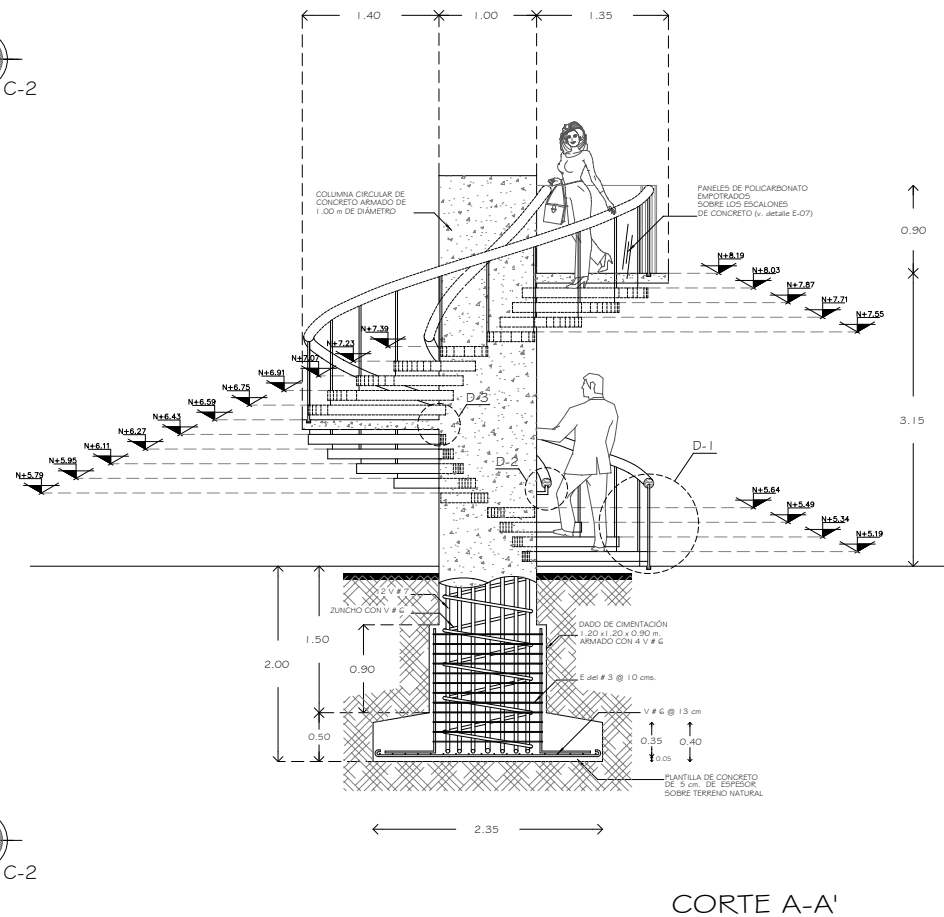 1.40
1.00
1.35
C-2
COLUMNA CIRCULAR DE
CONCRETO ARMADO DE
1.00 m DE DIÁMETRO
PANELES DE POLICARBONATO
EMPOTRADOS
SOBRE LOS ESCALONES
DE CONCRETO (v. detalle E-07)
0.90
N+8.19
N+8.03
N+7.87
N+7.71
N+7.55
N+7.39
N+7.23
N+7.07
N+6.91
N+6.75
N+6.59
N+6.43
N+6.27
N+6.11
N+5.95
N+5.79
D-3
3.15
D-1
D-2
N+5.64
N+5.49
N+5.34
N+5.19
12 V # 7
ZUNCHO CON V # 6
DADO DE CIMENTACIÓN
1.20 x 1.20 x 0.90 m.
ARMADO CON 4 V # 6
1.50
2.00
0.90
E del # 3 @ 10 cms.
V # 6 @ 13 cm
0.50
0.35
0.40
0.05
PLANTILLA DE CONCRETO
DE 5 cm. DE ESPESOR
SOBRE TERRENO NATURAL
2.35
C-2
CORTE A-A'